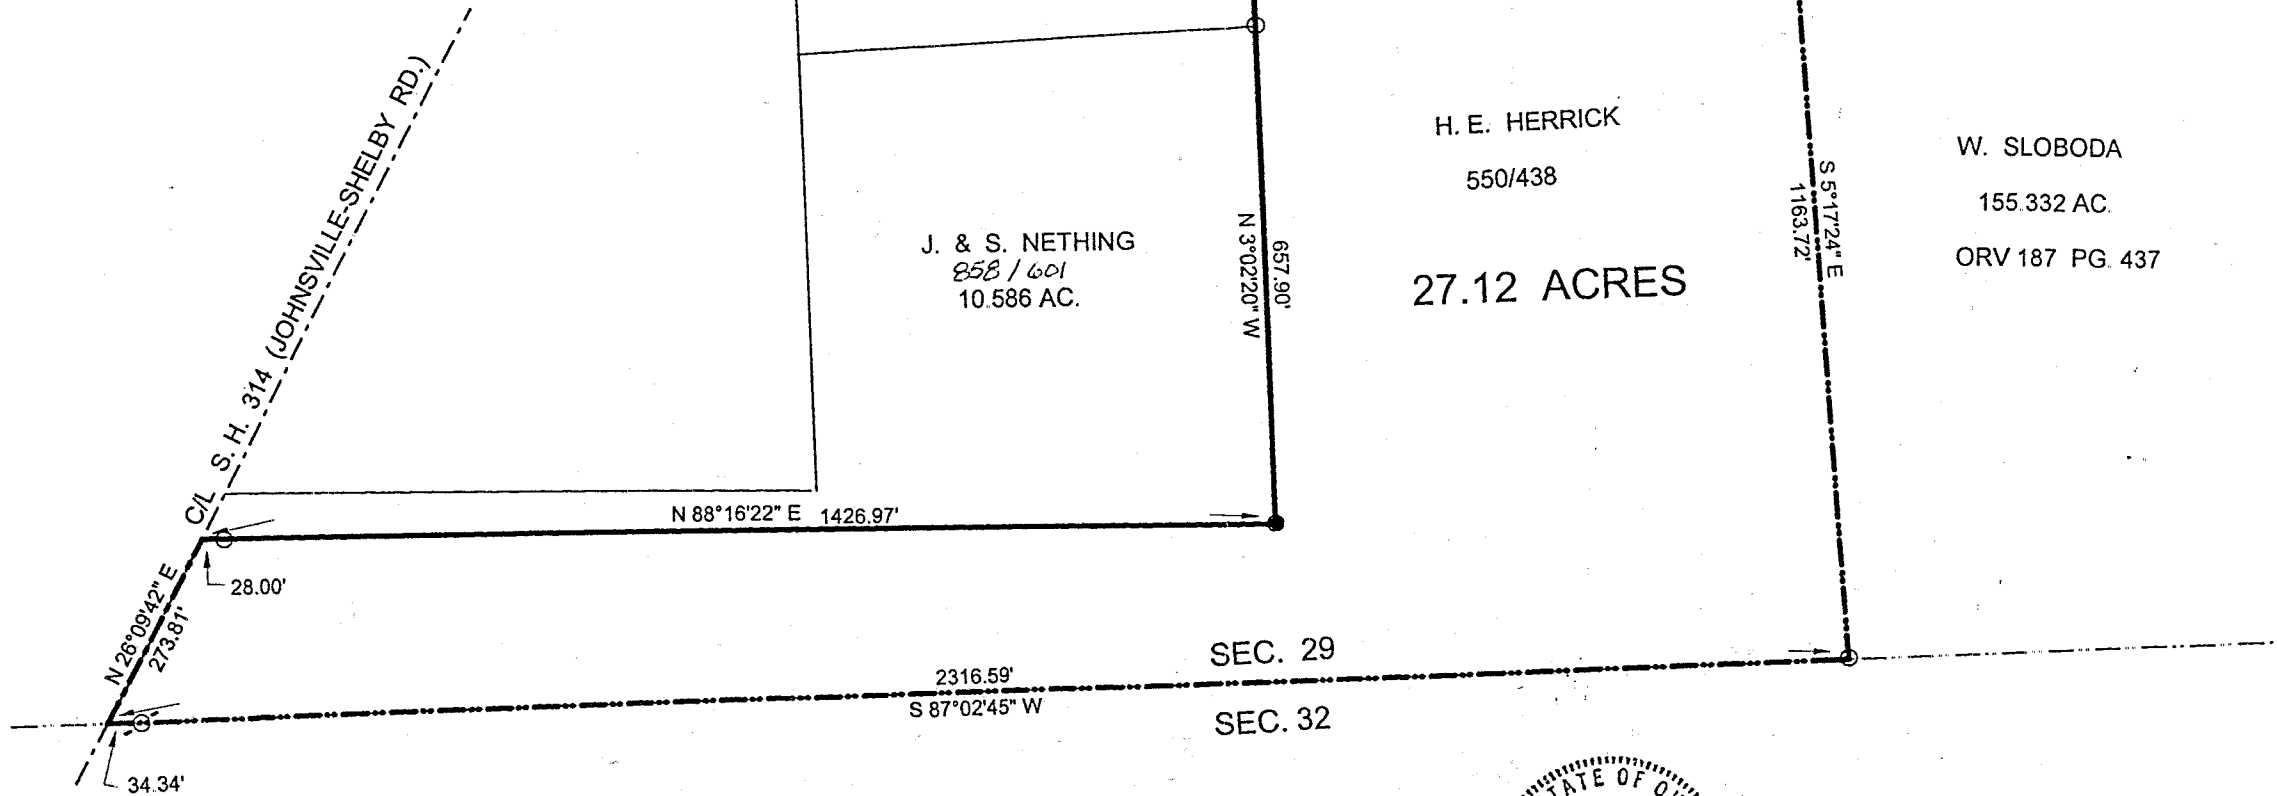 C/L S. H. 314 (JOHNSVILLE-SHELBY RD.)
H. E. HERRICK
550/438
27.12 ACRES
W. SLOBODA
155.332 AC.
ORV 187 PG. 437
S 5°17'24" E
1163.72'
J. & S. NETHING
858 / 601
10.586 AC.
657.90'
N 3°02'20" W
N 88°16'22" E 1426.97'
28.00'
N 26°09'42" E
273.81'
SEC. 29
2316.59'
S 87°02'45" W
SEC. 32
34.34'
TATE OF O